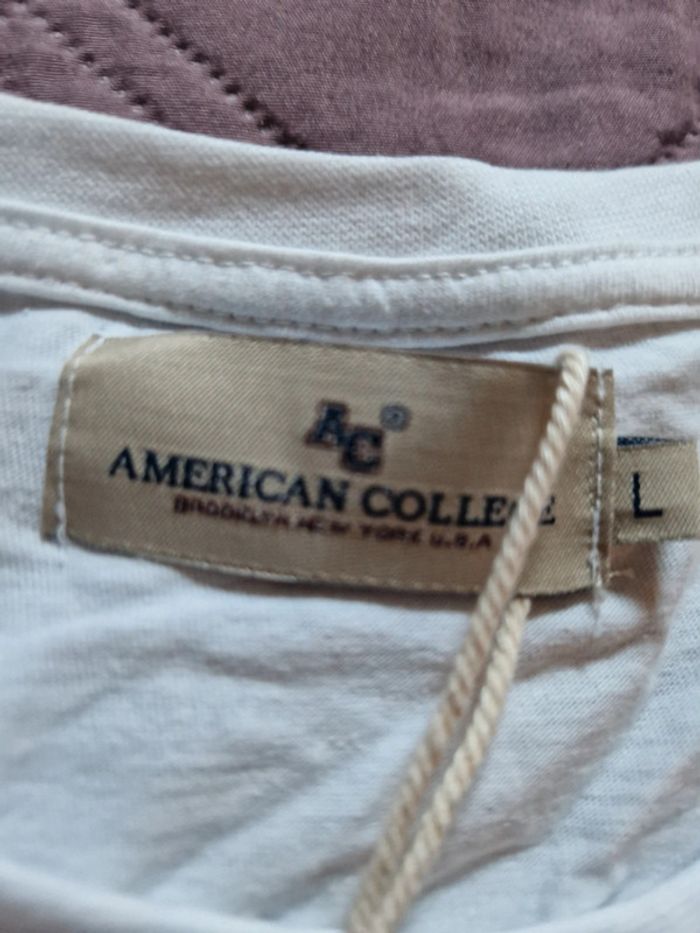 AC®
AMERICAN COLLEGE
BROOKLYN NEW YORK U.S.A
L